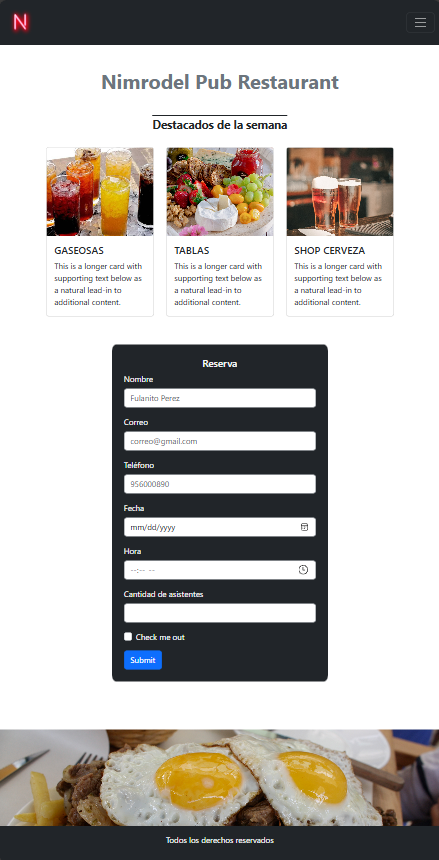 N
Nimrodel Pub Restaurant
Destacados de la semana
GASEOSAS
This is a longer card with
supporting text below as
a natural lead-in to
additional content.
TABLAS
This is a longer card with
supporting text below as
a natural lead-in to
additional content.
SHOP CERVEZA
This is a longer card with
supporting text below as
a natural lead-in to
additional content.
Reserva
Nombre
Fulanito Perez
Correo
correo@gmail.com
Teléfono
956000890
Fecha
mm/dd/yyyy
Hora
--:-- --
Cantidad de asistentes
Check me out
Submit
Todos los derechos reservados